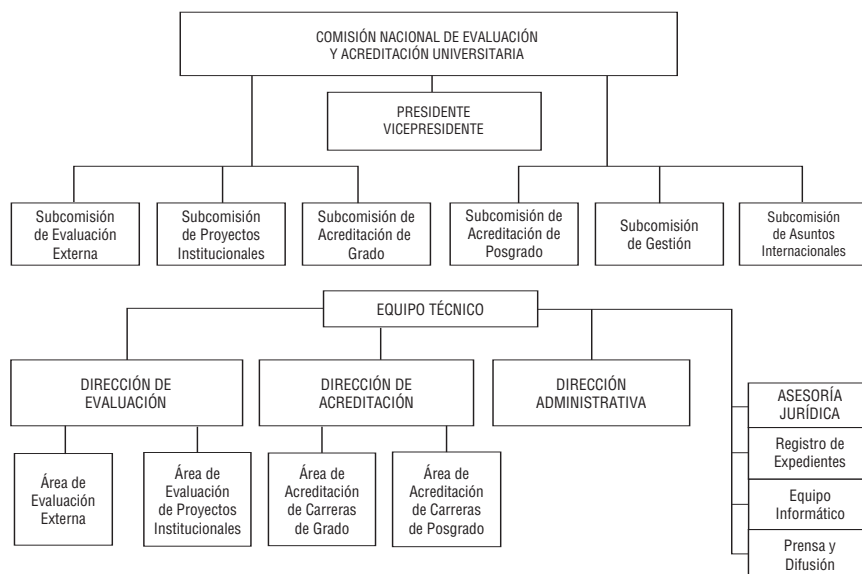 COMISIÓN NACIONAL DE EVALUACIÓN
Y ACREDITACIÓN UNIVERSITARIA
PRESIDENTE
VICEPRESIDENTE
Subcomisión
de Evaluación
Externa
Subcomisión
de Proyectos
Institucionales
Subcomisión de
Acreditación de
Grado
Subcomisión de
Acreditación de
Posgrado
Subcomisión
de Gestión
Subcomisión
de Asuntos
Internacionales
EQUIPO TÉCNICO
DIRECCIÓN DE
EVALUACIÓN
DIRECCIÓN DE
ACREDITACIÓN
DIRECCIÓN
ADMINISTRATIVA
ASESORÍA
JURÍDICA
Registro de
Expedientes
Equipo
Informático
Prensa y
Difusión
Área de
Evaluación
Externa
Área de
Evaluación
de Proyectos
Institucionales
Área de
Acreditación
de Carreras
de Grado
Área de
Acreditación
de Carreras
de Posgrado